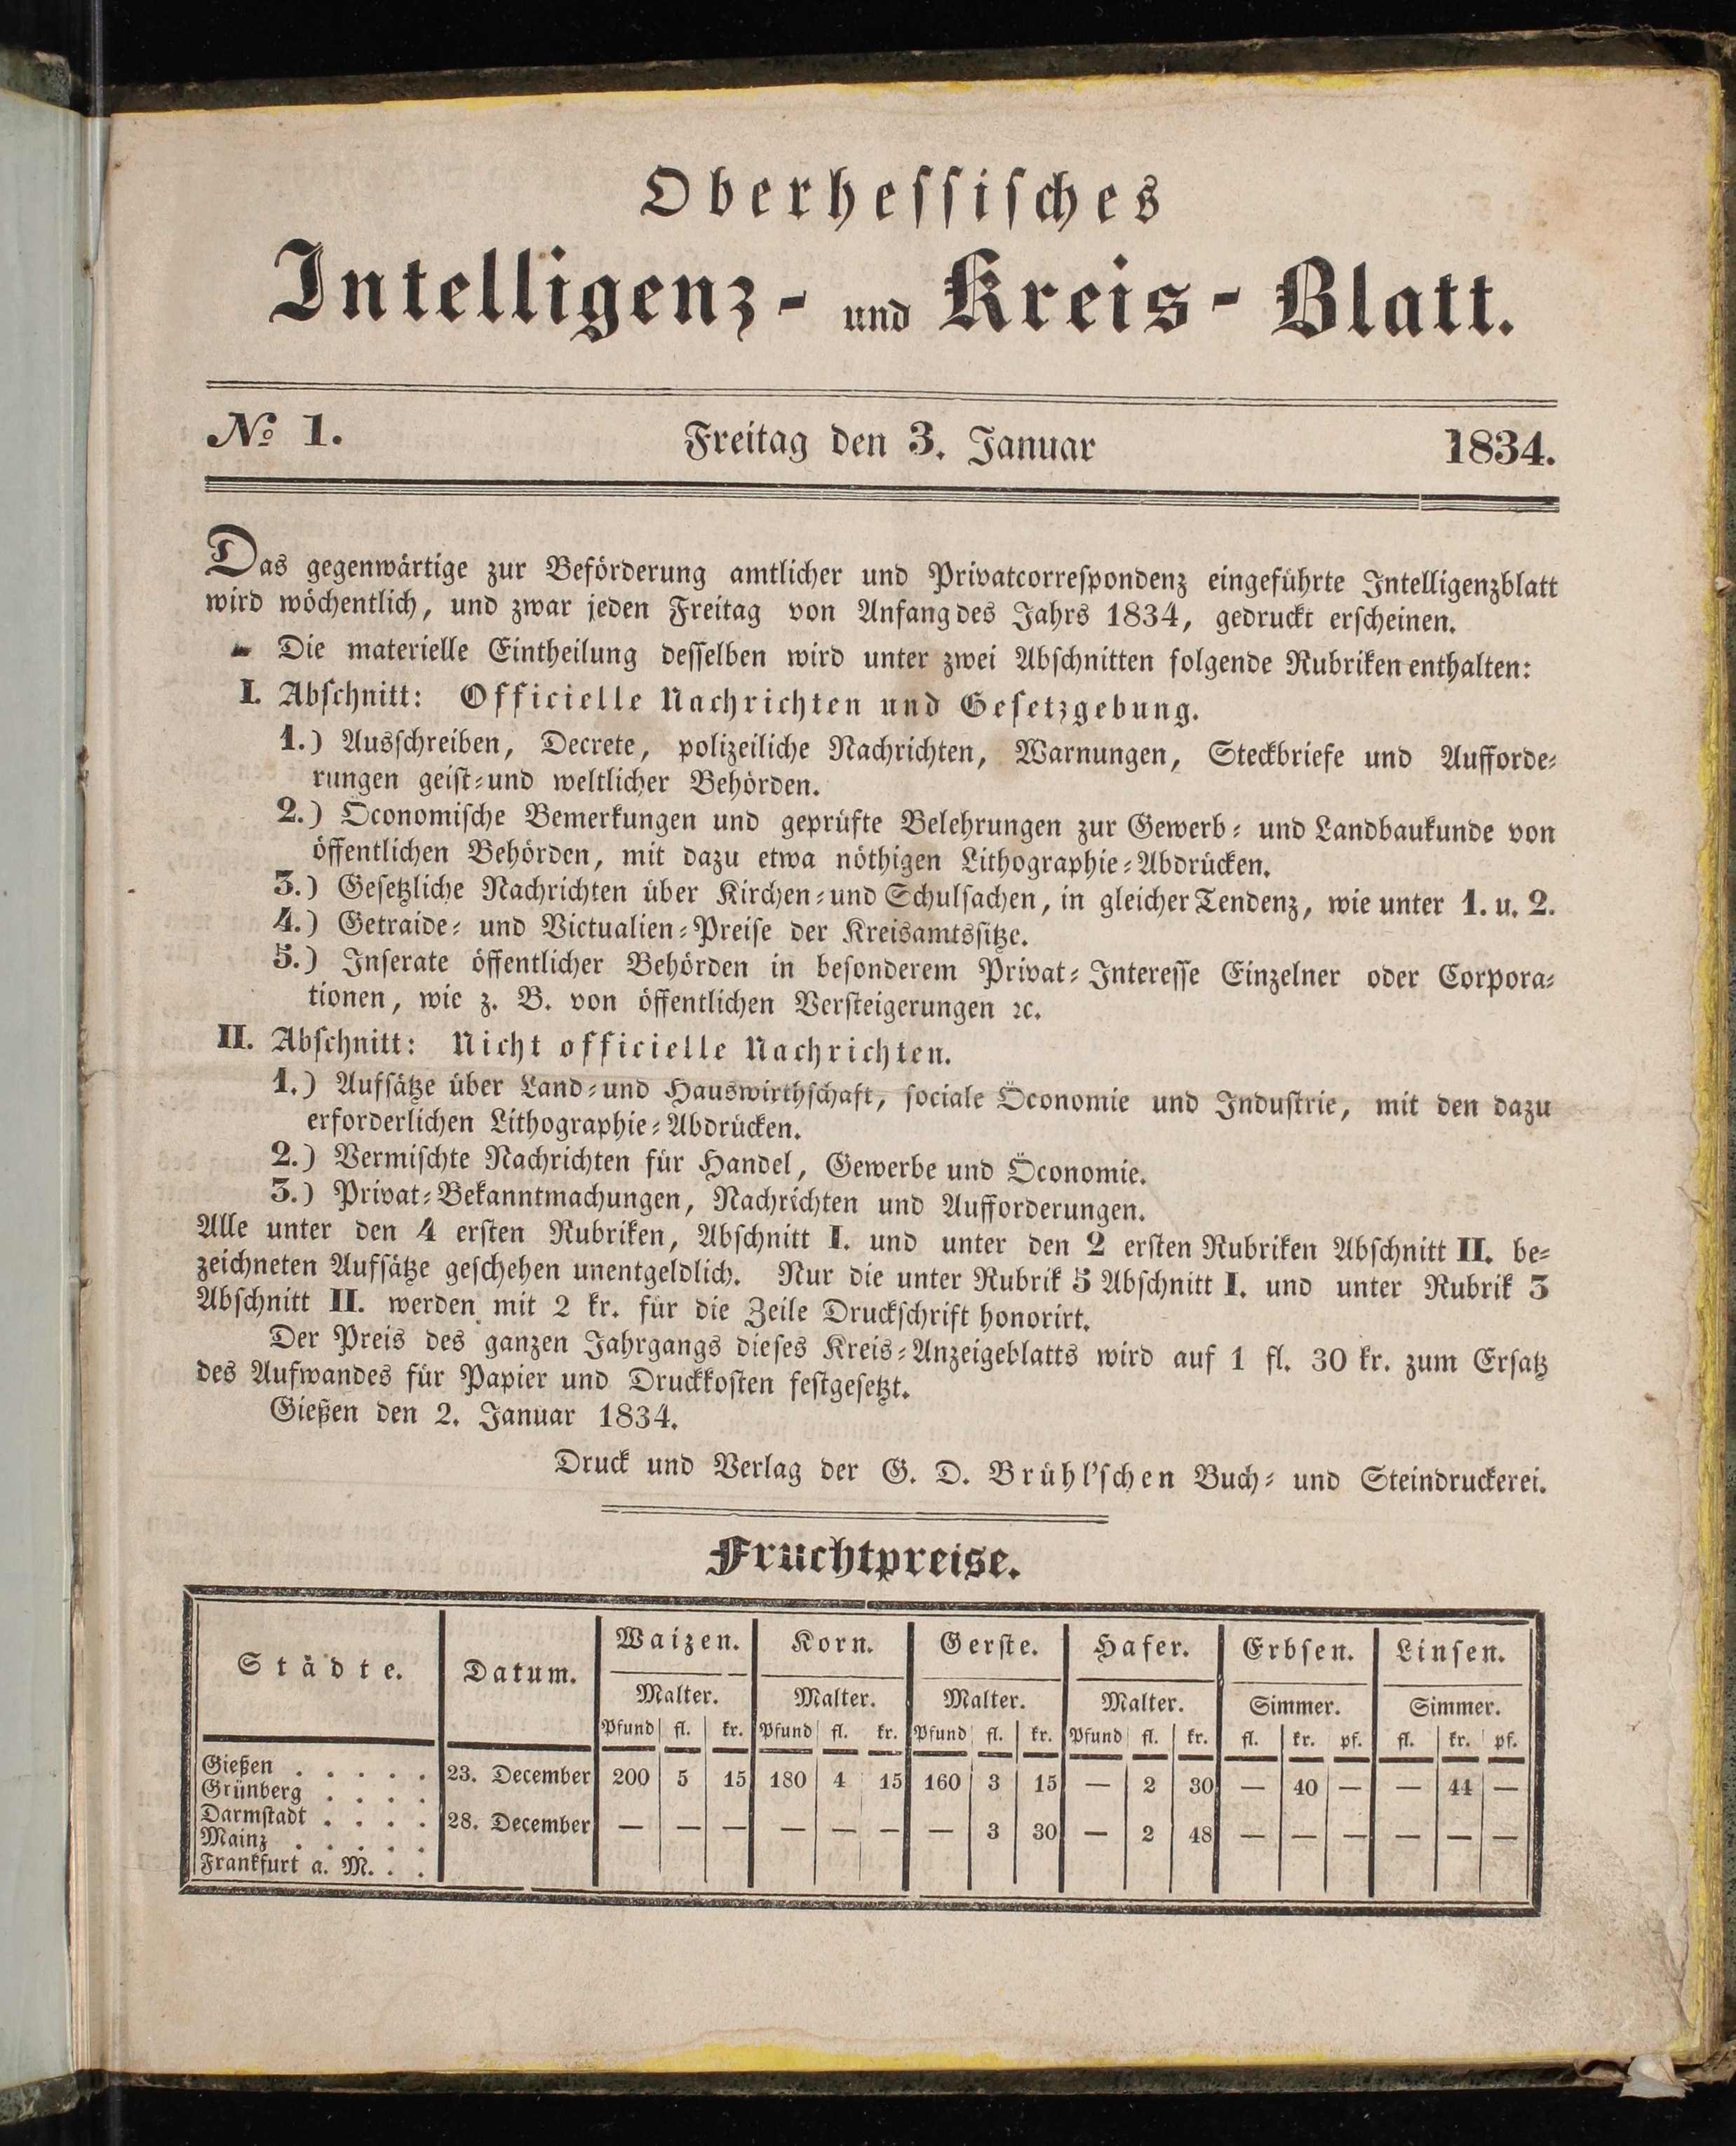 Oberhessisches
Intelligenz- und Kreis-Blatt.
№ 1. Freitag den 3. Januar 1834.
Das gegenwärtige zur Beförderung amtlicher und Privatcorrespondenz eingeführte Intelligenzblatt
wird wöchentlich, und zwar jeden Freitag von Anfang des Jahrs 1834, gedruckt erscheinen.
Die materielle Eintheilung desselben wird unter zwei Abschnitten folgende Rubriken enthalten:
I. Abschnitt: Officielle Nachrichten und Gesetzgebung.
1.) Ausschreiben, Decrete, polizeiliche Nachrichten, Warnungen, Steckbriefe und Aufforde-
rungen geist- und weltlicher Behörden.
2.) Öconomische Bemerkungen und geprüfte Belehrungen zur Gewerb- und Landbaukunde von
öffentlichen Behörden, mit dazu etwa nöthigen Lithographie-Abdrücken.
3.) Gesetzliche Nachrichten über Kirchen- und Schulsachen, in gleicher Tendenz, wie unter 1. u. 2.
4.) Getraide- und Victualien-Preise der Kreisamtssitze.
5.) Inserate öffentlicher Behörden in besonderem Privat-Interesse Einzelner oder Corpora-
tionen, wie z. B. von öffentlichen Versteigerungen ꝛc.
II. Abschnitt: Nicht officielle Nachrichten.
1.) Aufsätze über Land- und Hauswirthschaft, sociale Öconomie und Industrie, mit den dazu
erforderlichen Lithographie-Abdrücken.
2.) Vermischte Nachrichten für Handel, Gewerbe und Öconomie.
3.) Privat-Bekanntmachungen, Nachrichten und Aufforderungen.
Alle unter den 4 ersten Rubriken, Abschnitt I. und unter den 2 ersten Rubriken Abschnitt II. be-
zeichneten Aufsätze geschehen unentgeldlich. Nur die unter Rubrik 5 Abschnitt I. und unter Rubrik 3
Abschnitt II. werden mit 2 kr. für die Zeile Druckschrift honorirt.
Der Preis des ganzen Jahrgangs dieses Kreis-Anzeigeblatts wird auf 1 fl. 30 kr. zum Ersatz
des Aufwandes für Papier und Druckkosten festgesetzt.
Gießen den 2. Januar 1834.
Druck und Verlag der G. D. Brühl'schen Buch- und Steindruckerei.
Fruchtpreise.
Städte. Datum. Waizen. Korn. Gerste. Hafer. Erbsen. Linsen.
Malter. Malter. Malter. Malter. Simmer. Simmer.
Pfund fl. kr. Pfund fl. kr. Pfund fl. kr. Pfund fl. kr. fl. kr. pf. fl. kr. pf.
Gießen . . . . . 23. December 200 5 15 180 4 15 160 3 15 — 2 30 — 40 — — 44 —
Grünberg . . . .
Darmstadt . . . . 28. December — — — — — — — 3 30 — 2 48 — — — — — —
Mainz . . . . .
Frankfurt a. M. . .